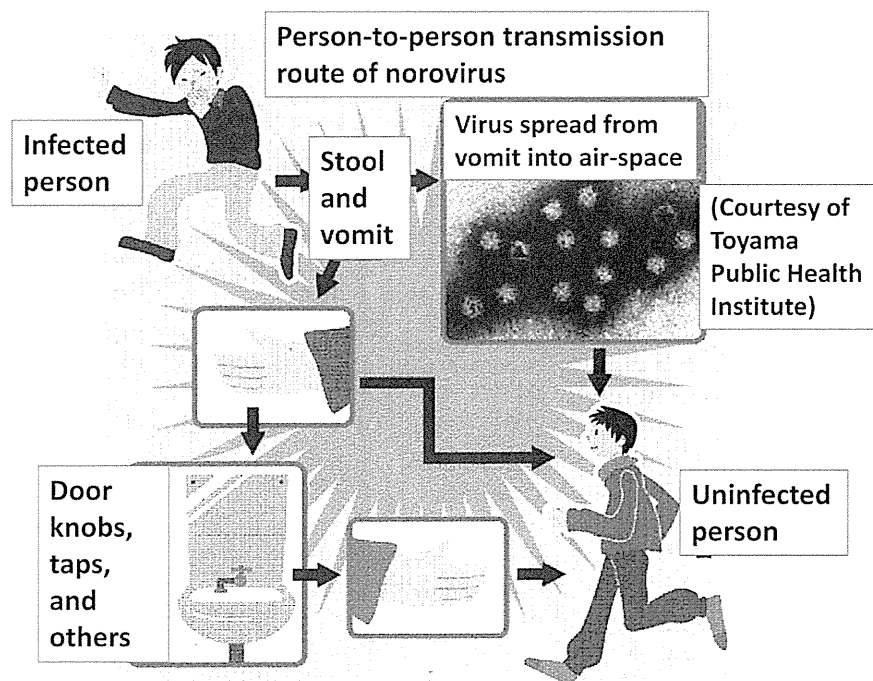 Person-to-person transmission
route of norovirus
Infected
person
Stool
and
vomit
Virus spread from
vomit into air-space
(Courtesy of
Toyama
Public Health
Institute)
Door
knobs,
taps,
and
others
Uninfected
person